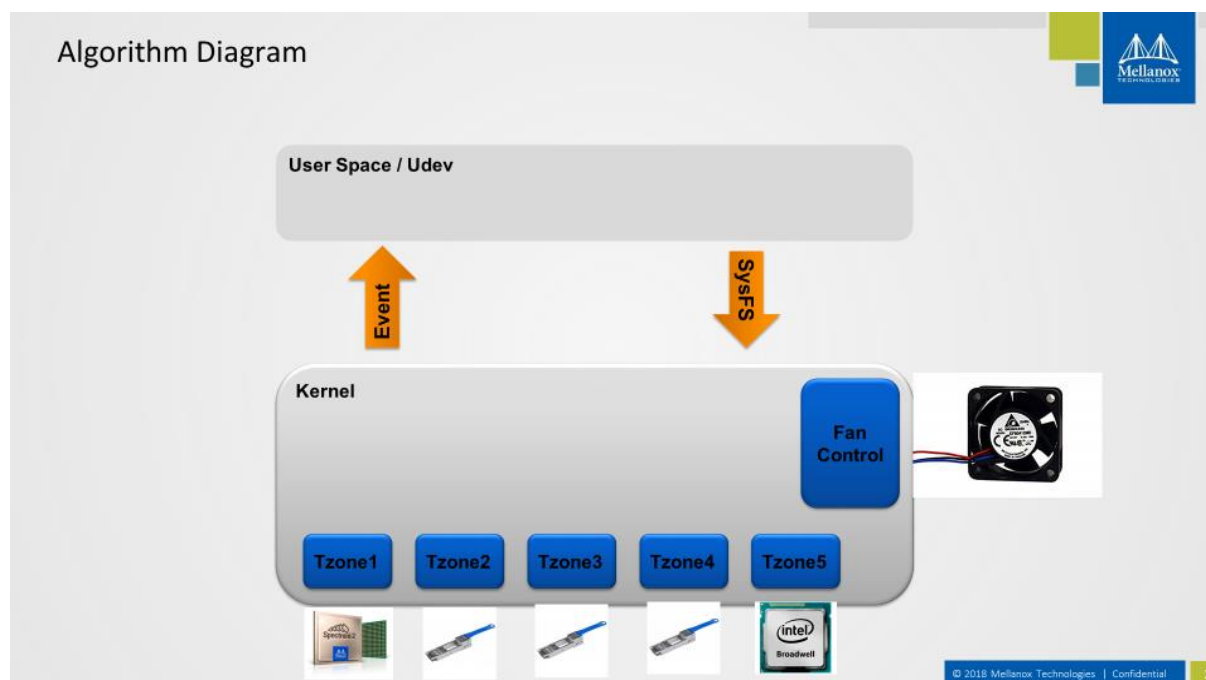 Algorithm Diagram
Mellanox
TECHNOLOGIES
User Space / Udev
Event
SysFS
Kernel
Fan
Control
Tzone1
Tzone2
Tzone3
Tzone4
Tzone5
intel
Broadwell
© 2018 Mellanox Technologies | Confidential